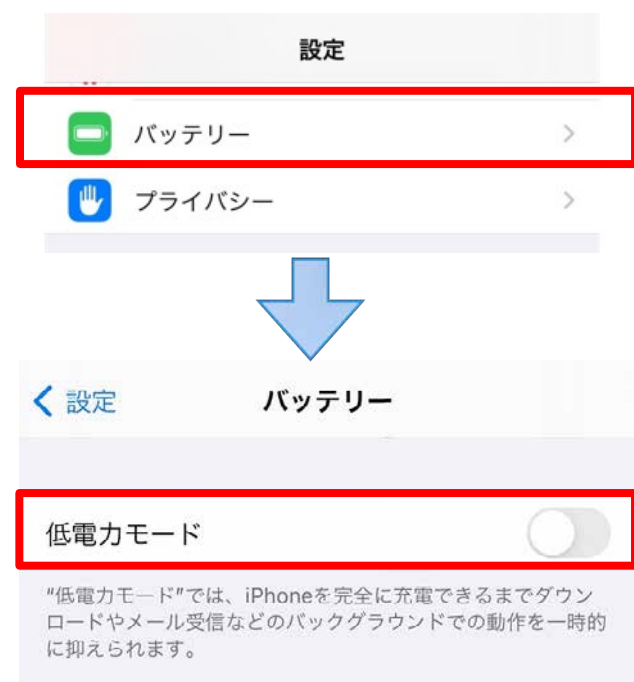 設定
バッテリー
プライバシー
設定
バッテリー
低電力モード
"低電力モード"では、iPhoneを完全に充電できるまでダウン
ロードやメール受信などのバックグラウンドでの動作を一時的
に抑えられます。